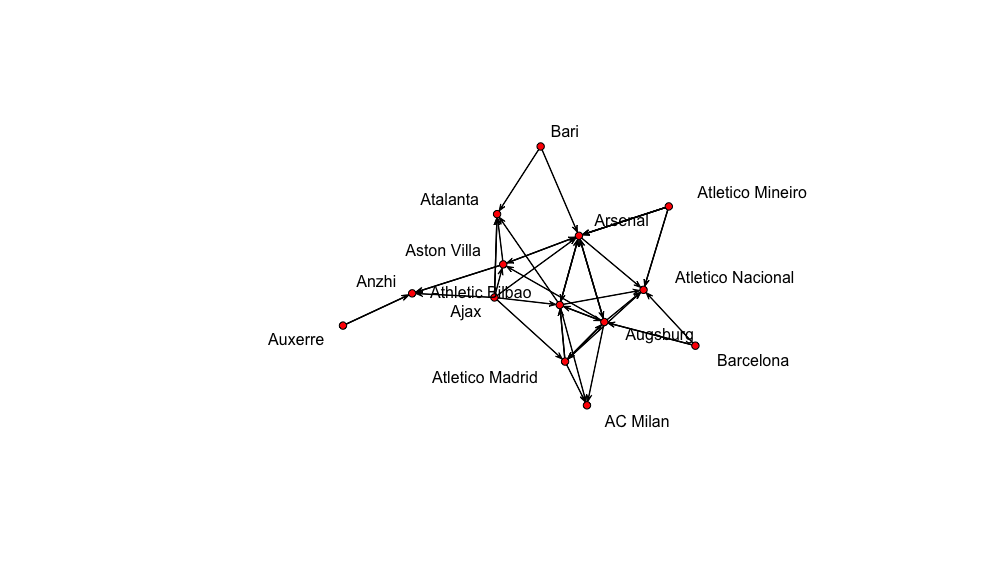 Bari
Atletico Mineiro
Atalanta
Arsenal
Aston Villa
Atletico Nacional
Anzhi
Athletic Bilbao
Ajax
Augsburg
Auxerre
Barcelona
Atletico Madrid
AC Milan